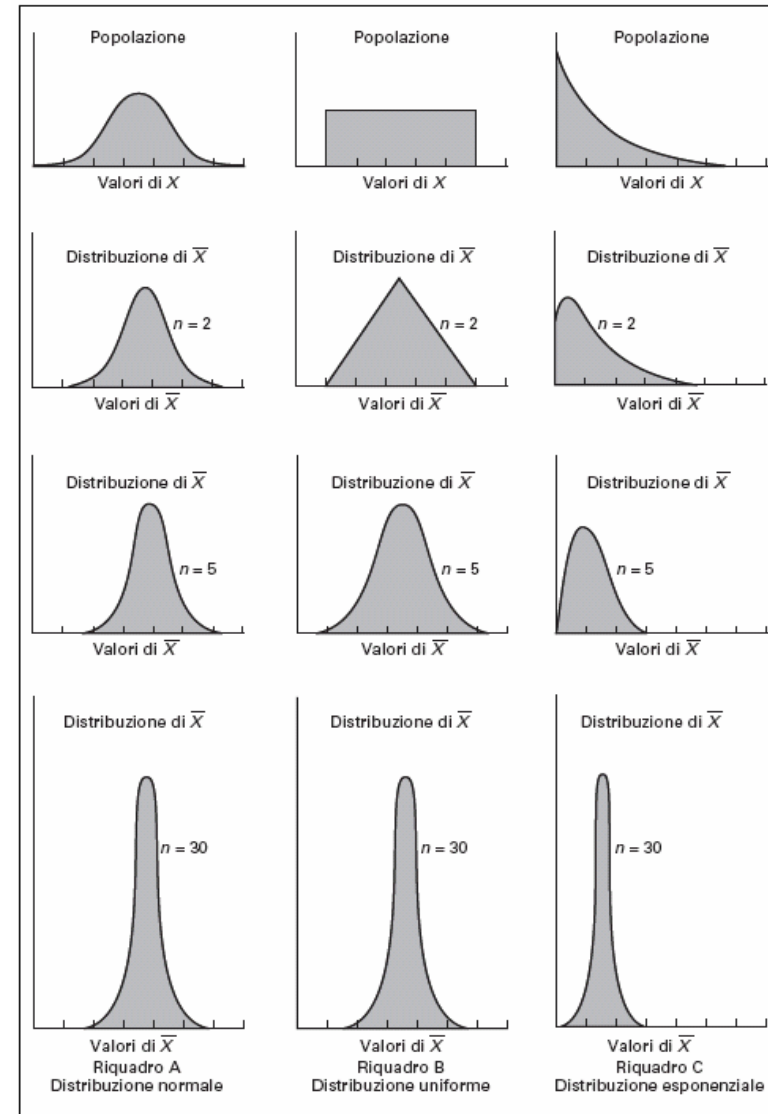 Popolazione
Valori di X
Popolazione
Valori di X
Popolazione
Valori di X
Distribuzione di X̅
n = 2
Valori di X̅
Distribuzione di X̅
n = 2
Valori di X̅
Distribuzione di X̅
n = 2
Valori di X̅
Distribuzione di X̅
n = 5
Valori di X̅
Distribuzione di X̅
n = 5
Valori di X̅
Distribuzione di X̅
n = 5
Valori di X̅
Distribuzione di X̅
n = 30
Valori di X̅
Riquadro A
Distribuzione normale
Distribuzione di X̅
n = 30
Valori di X̅
Riquadro B
Distribuzione uniforme
Distribuzione di X̅
n = 30
Valori di X̅
Riquadro C
Distribuzione esponenziale